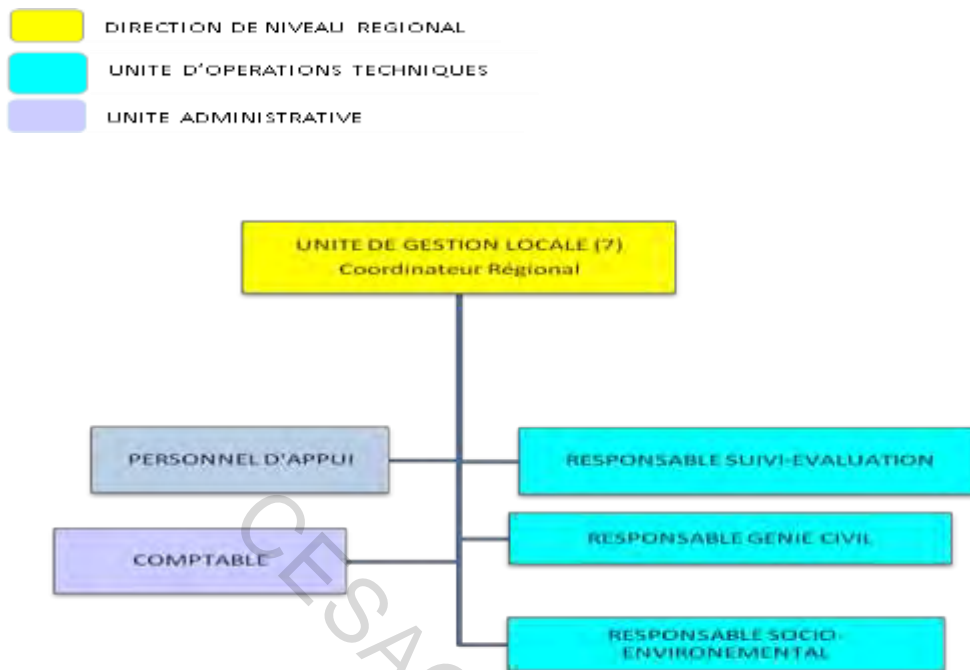 DIRECTION DE NIVEAU REGIONAL
UNITE D'OPERATIONS TECHNIQUES
UNITE ADMINISTRATIVE
UNITE DE GESTION LOCALE (7)
Coordinateur Régional
PERSONNEL D'APPUI
RESPONSABLE SUIVI-EVALUATION
RESPONSABLE GENIE CIVIL
COMPTABLE
RESPONSABLE SOCIO-
ENVIRONEMENTAL
CESAG